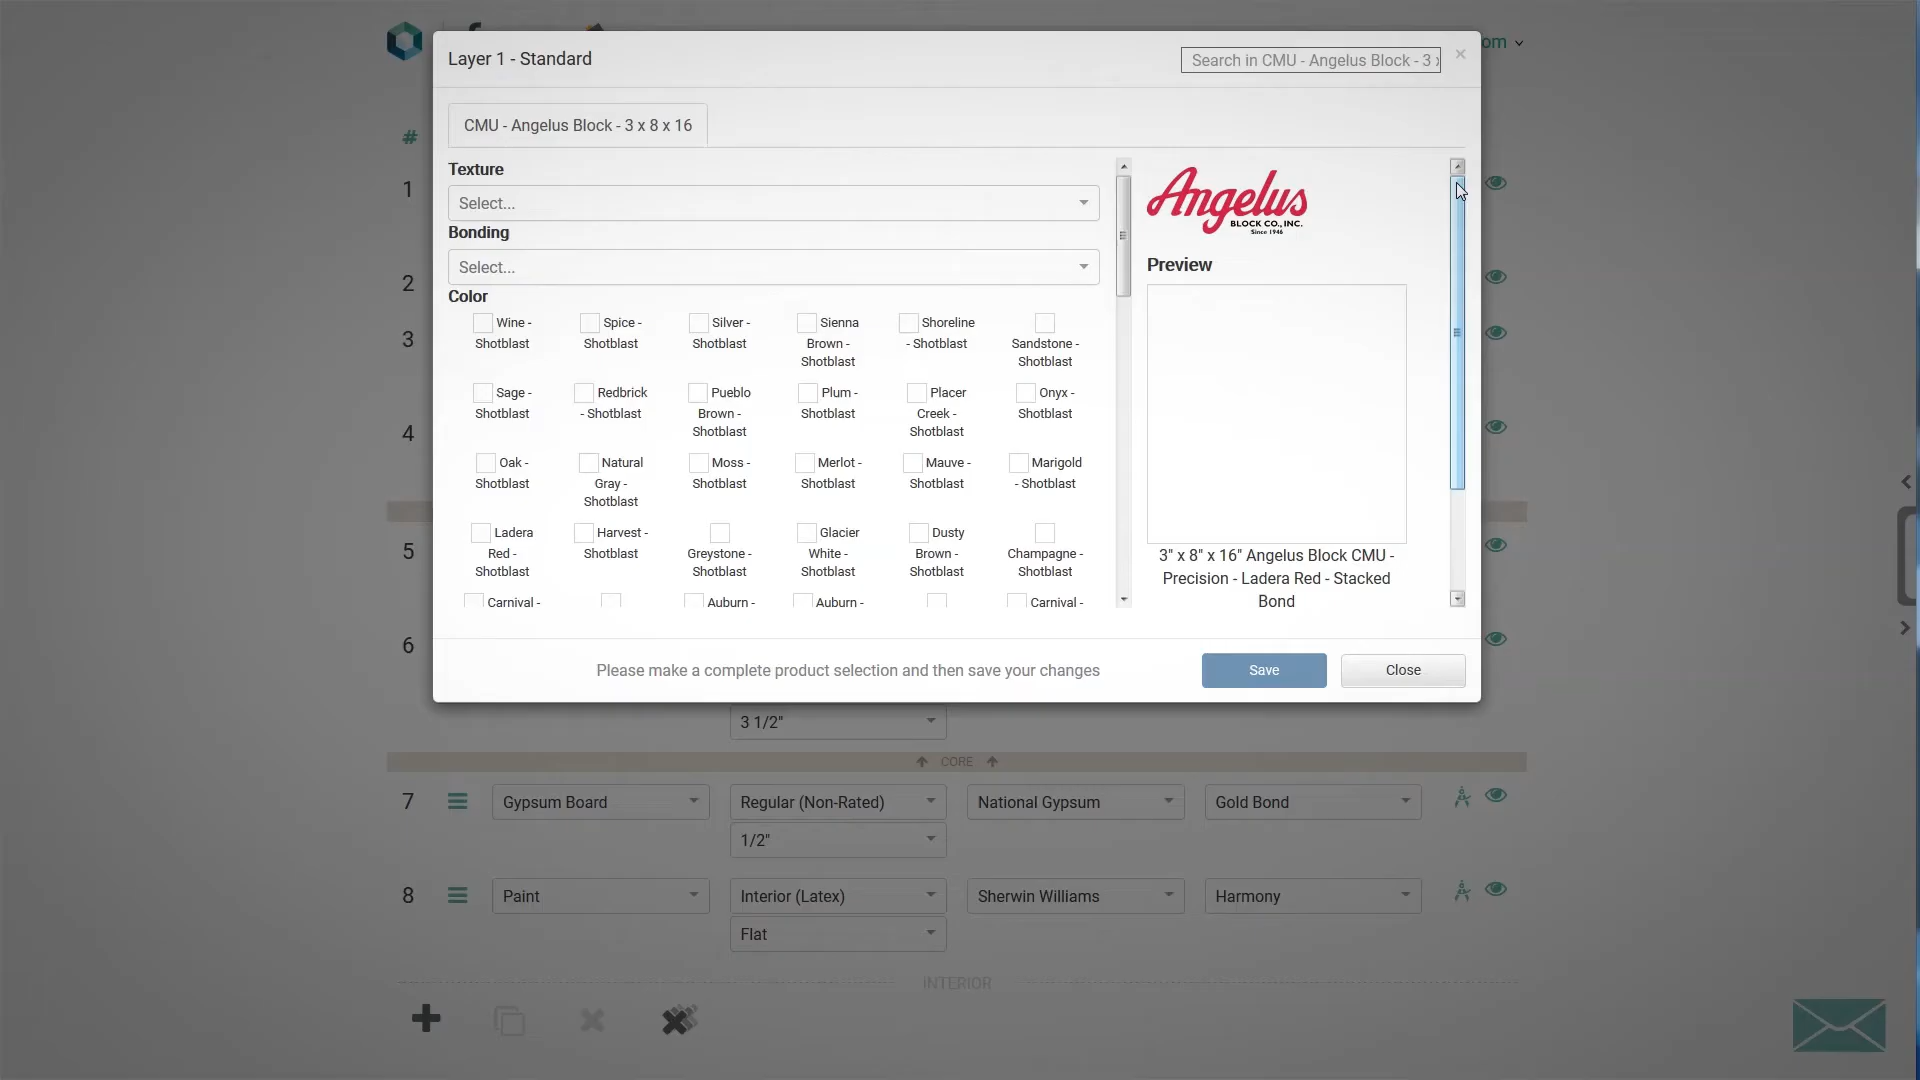 om
Layer 1 - Standard
Search in CMU - Angelus Block - 3 x
×
#
CMU - Angelus Block - 3 x 8 x 16
Texture
Select...
Bonding
Select...
Color
Wine - Shotblast
Spice - Shotblast
Silver - Shotblast
Sienna Brown - Shotblast
Shoreline - Shotblast
Sandstone - Shotblast
Sage - Shotblast
Redbrick - Shotblast
Pueblo Brown - Shotblast
Plum - Shotblast
Placer Creek - Shotblast
Onyx - Shotblast
Oak - Shotblast
Natural Gray - Shotblast
Moss - Shotblast
Merlot - Shotblast
Mauve - Shotblast
Marigold - Shotblast
Ladera Red - Shotblast
Harvest - Shotblast
Greystone - Shotblast
Glacier White - Shotblast
Dusty Brown - Shotblast
Champagne - Shotblast
Carnival -
Auburn -
Auburn -
Carnival -
Angelus
BLOCK CO., INC.
Since 1946
Preview
3" x 8" x 16" Angelus Block CMU -
Precision - Ladera Red - Stacked
Bond
Please make a complete product selection and then save your changes
Save
Close
1
2
3
4
5
6
3 1/2"
CORE
7
Gypsum Board
Regular (Non-Rated)
National Gypsum
Gold Bond
1/2"
8
Paint
Interior (Latex)
Sherwin Williams
Harmony
Flat
INTERIOR